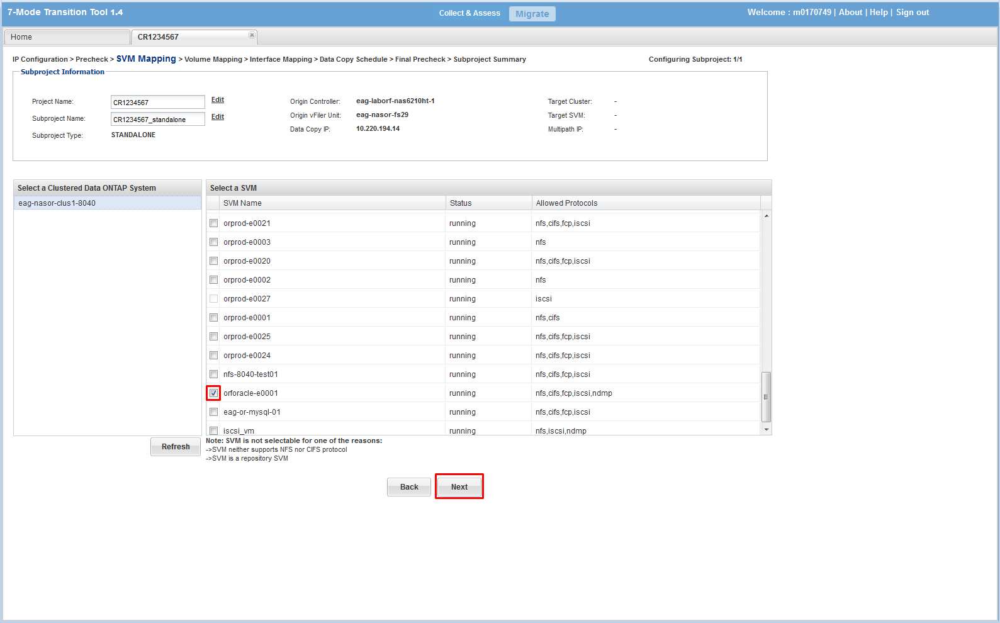 7-Mode Transition Tool 1.4
Collect & Assess
Migrate
Welcome : m0170749 | About | Help | Sign out
Home
CR1234567
IP Configuration > Precheck > SVM Mapping > Volume Mapping > Interface Mapping > Data Copy Schedule > Final Precheck > Subproject Summary
Configuring Subproject: 1/1
Subproject Information
Project Name: CR1234567 Edit
Origin Controller: eag-laborf-nas6210ht-1
Target Cluster: -
Subproject Name: CR1234567_standalone Edit
Origin vFiler Unit: eag-nasor-fs29
Target SVM: -
Subproject Type: STANDALONE
Data Copy IP: 10.220.194.14
Multipath IP: -
Select a Clustered Data ONTAP System
eag-nasor-clus1-8040
Refresh
Select a SVM
SVM Name Status Allowed Protocols
orprod-e0021 running nfs,cifs,fcp,iscsi
orprod-e0003 running nfs
orprod-e0020 running nfs,cifs,fcp,iscsi
orprod-e0002 running nfs
orprod-e0027 running iscsi
orprod-e0001 running nfs,cifs
orprod-e0025 running nfs,cifs,fcp,iscsi
orprod-e0024 running nfs,cifs,fcp,iscsi
nfs-8040-test01 running nfs,cifs,fcp,iscsi
orforacle-e0001 running nfs,cifs,fcp,iscsi,ndmp
eag-or-mysql-01 running nfs,cifs,fcp,iscsi
iscsi_vm running nfs,iscsi,ndmp
Note: SVM is not selectable for one of the reasons:
->SVM neither supports NFS nor CIFS protocol
->SVM is a repository SVM
Back
Next